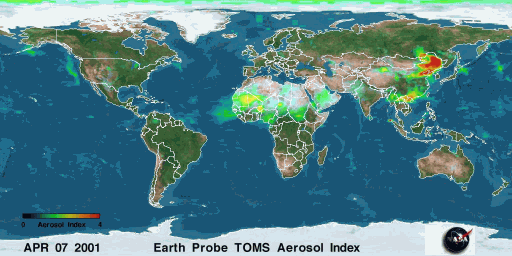 0 Aerosol Index 4
APR 07 2001 Earth Probe TOMS Aerosol Index
NASA